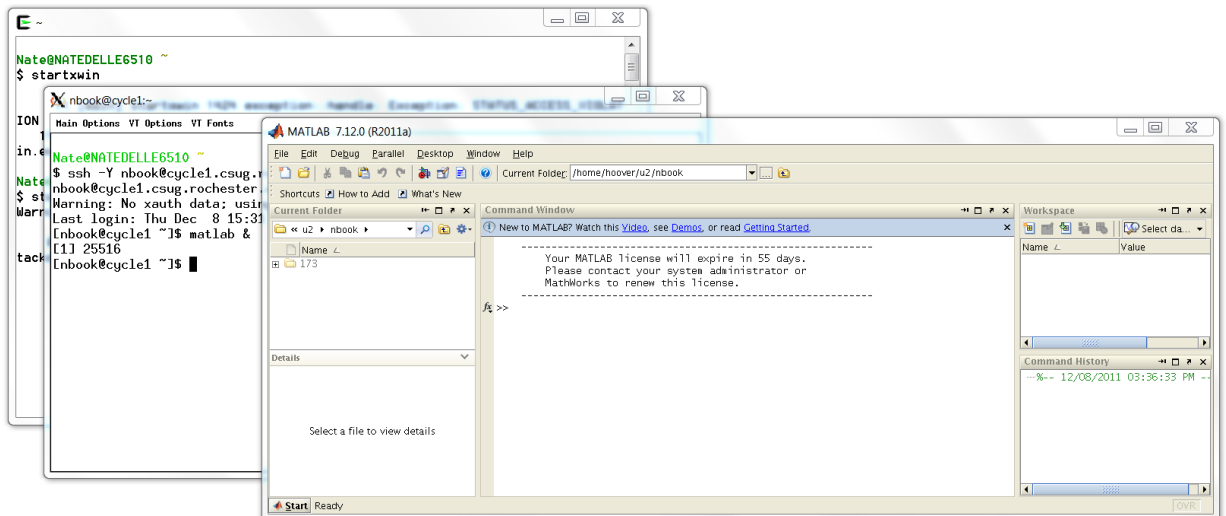 ~
Nate@NATEDELLE6510 ~
$ startxwin
ION
in.e
Nate
$ st
Warr
tack
nbook@cycle1:~
Main Options VT Options VT Fonts
Nate@NATEDELLE6510 ~
$ ssh -Y nbook@cycle1.csug.r
nbook@cycle1.csug.rochester.
Warning: No xauth data; usin
Last login: Thu Dec 8 15:31
[nbook@cycle1 ~]$ matlab &
[1] 25516
[nbook@cycle1 ~]$
MATLAB 7.12.0 (R2011a)
File Edit Debug Parallel Desktop Window Help
Current Folder: /home/hoover/u2/nbook
Shortcuts How to Add What's New
Current Folder
« u2 ▸ nbook ▸
Name
173
Details
Select a file to view details
Command Window
New to MATLAB? Watch this Video, see Demos, or read Getting Started.
Your MATLAB license will expire in 55 days.
Please contact your system administrator or
MathWorks to renew this license.
fx >>
Workspace
Select da...
Name Value
Command History
%-- 12/08/2011 03:36:33 PM --
Start Ready
OVR